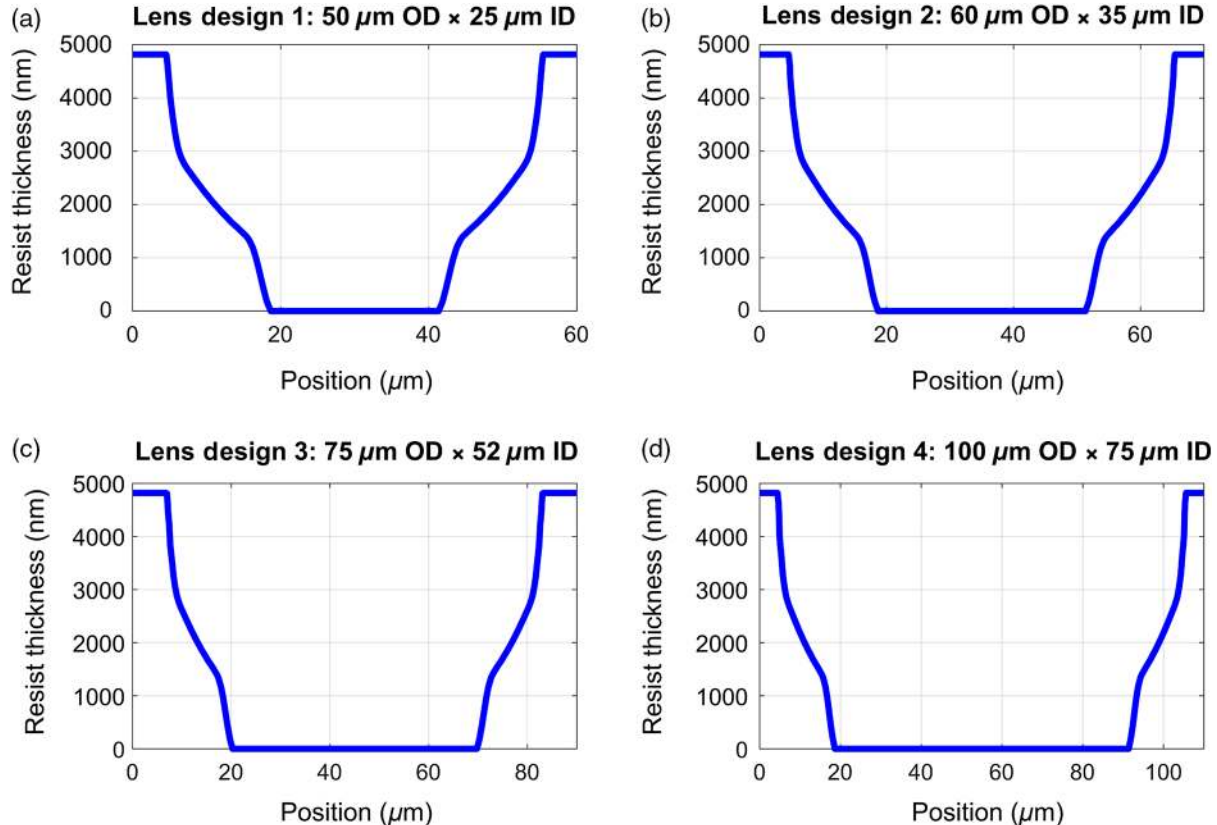 (a)
Lens design 1: 50 µm OD × 25 µm ID
5000
4000
3000
2000
1000
0
Resist thickness (nm)
0 20 40 60
Position (µm)
(b)
Lens design 2: 60 µm OD × 35 µm ID
5000
4000
3000
2000
1000
0
Resist thickness (nm)
0 20 40 60
Position (µm)
(c)
Lens design 3: 75 µm OD × 52 µm ID
5000
4000
3000
2000
1000
0
Resist thickness (nm)
0 20 40 60 80
Position (µm)
(d)
Lens design 4: 100 µm OD × 75 µm ID
5000
4000
3000
2000
1000
0
Resist thickness (nm)
0 20 40 60 80 100
Position (µm)